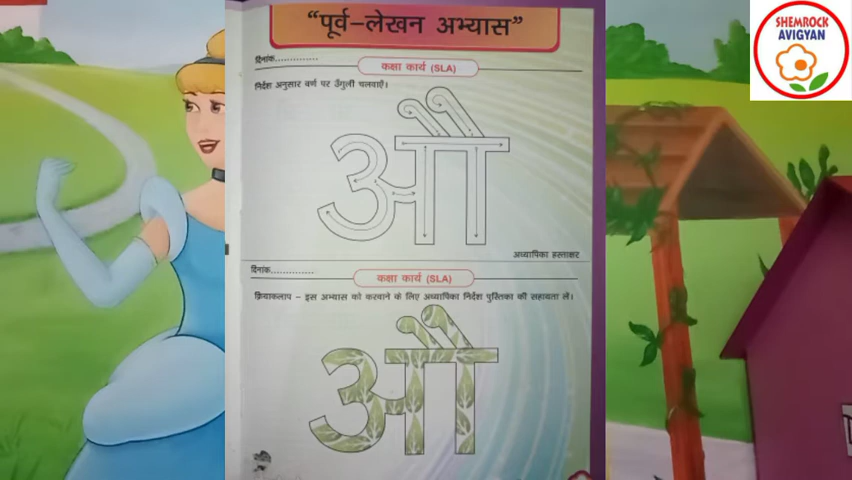 SHEMROCK
AVIGYAN
"पूर्व-लेखन अभ्यास"
दिनांक..............
कक्षा कार्य (SLA)
निर्देश अनुसार वर्ण पर उँगुली चलवाएँ।
औ
अध्यापिका हस्ताक्षर
दिनांक..............
कक्षा कार्य (SLA)
क्रियाकलाप – इस अभ्यास को करवाने के लिए अध्यापिका निर्देश पुस्तिका की सहायता लें।
औ